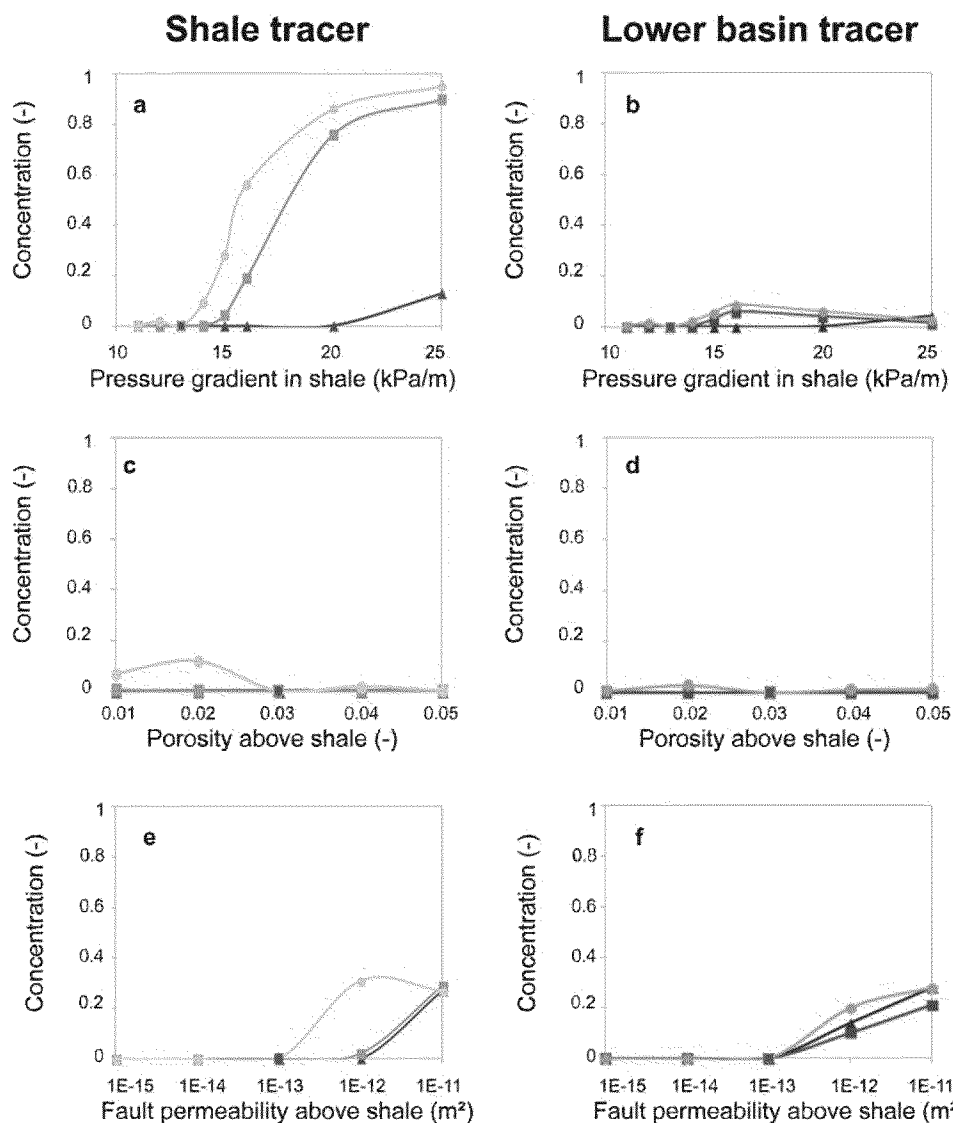 Shale tracer
Lower basin tracer
a
Concentration (-)
1
0.8
0.6
0.4
0.2
0
10
15
20
25
Pressure gradient in shale (kPa/m)
b
Concentration (-)
1
0.8
0.6
0.4
0.2
0
10
15
20
25
Pressure gradient in shale (kPa/m)
c
Concentration (-)
1
0.8
0.6
0.4
0.2
0
0.01
0.02
0.03
0.04
0.05
Porosity above shale (-)
d
Concentration (-)
1
0.8
0.6
0.4
0.2
0
0.01
0.02
0.03
0.04
0.05
Porosity above shale (-)
e
Concentration (-)
1
0.8
0.6
0.4
0.2
0
1E-15
1E-14
1E-13
1E-12
1E-11
Fault permeability above shale (m²)
f
Concentration (-)
1
0.8
0.6
0.4
0.2
0
1E-15
1E-14
1E-13
1E-12
1E-11
Fault permeability above shale (m²